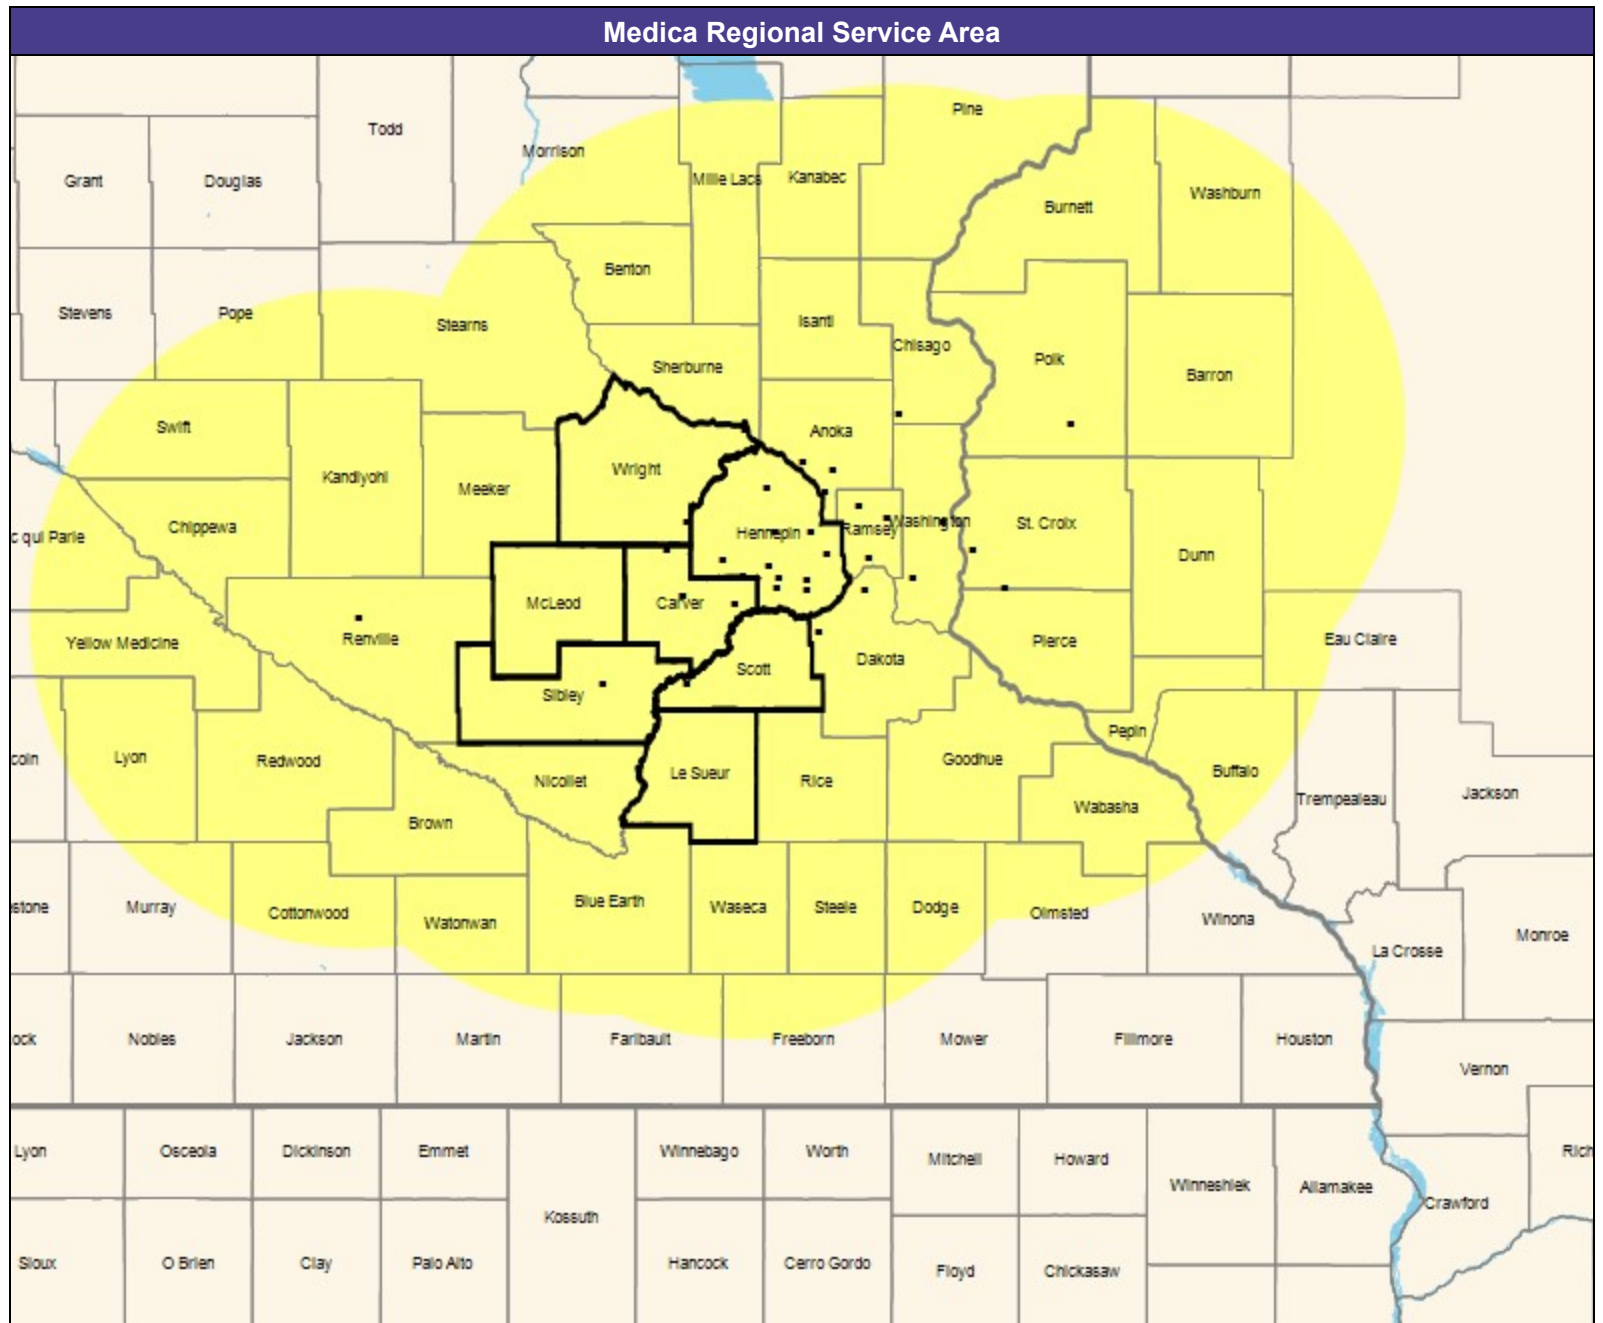 Medica Regional Service Area
Pine
Todd
Morrison
Grant
Douglas
Mille Lacs
Kanabec
Washburn
Burnett
Benton
Stevens
Pope
Stearns
Isanti
Chisago
Polk
Barron
Sherburne
Swift
Anoka
Wright
Kandiyohi
Meeker
Chippewa
c qui Parle
Hennepin
Ramsey
Washington
St. Croix
Dunn
McLeod
Carver
Renville
Yellow Medicine
Pierce
Eau Claire
Dakota
Scott
Sibley
Pepin
coln
Lyon
Redwood
Nicollet
Le Sueur
Rice
Goodhue
Buffalo
Trempealeau
Jackson
Brown
Wabasha
stone
Murray
Cottonwood
Watonwan
Blue Earth
Waseca
Steele
Dodge
Olmsted
Winona
La Crosse
Monroe
ock
Nobles
Jackson
Martin
Faribault
Freeborn
Mower
Fillmore
Houston
Vernon
Lyon
Osceola
Dickinson
Emmet
Winnebago
Worth
Mitchell
Howard
Winneshiek
Allamakee
Crawford
Rich
Kossuth
Sioux
O Brien
Clay
Palo Alto
Hancock
Cerro Gordo
Floyd
Chickasaw